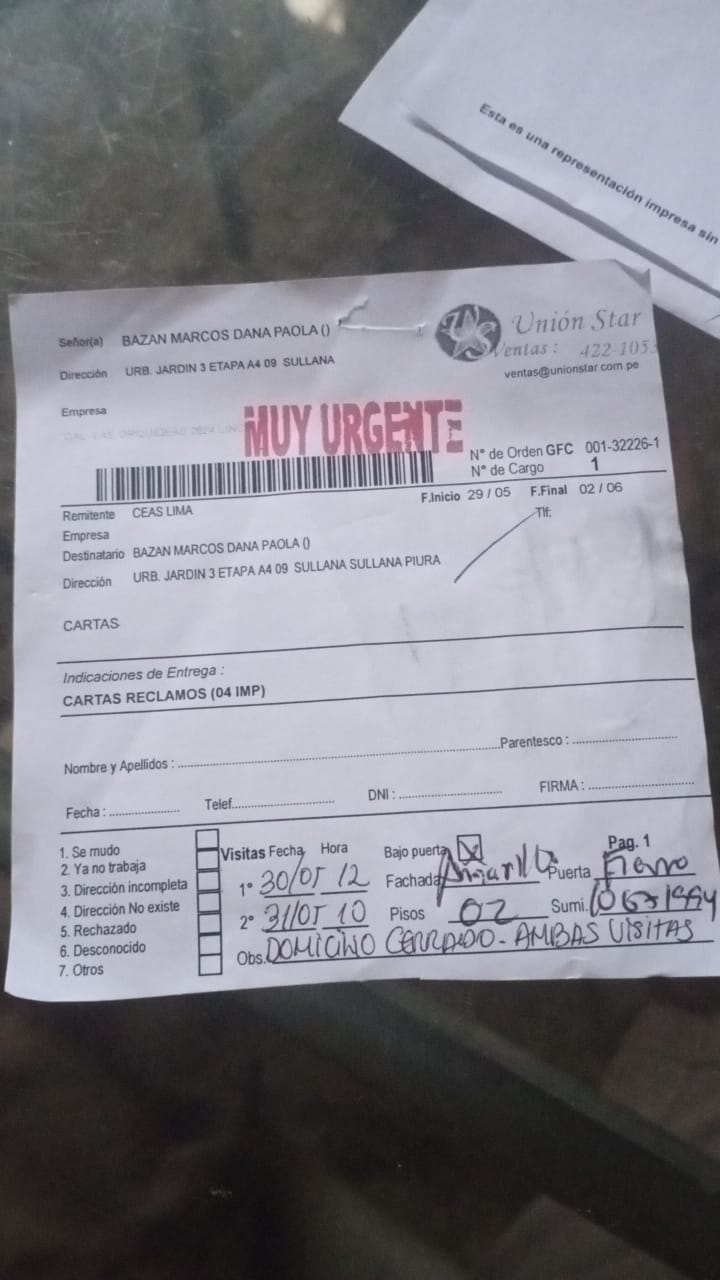 Esta es una representación impresa sin
Señor(a) BAZAN MARCOS DANA PAOLA ()
Unión Star
Ventas : 422-105
Dirección URB. JARDIN 3 ETAPA A4 09 SULLANA
ventas@unionstar.com.pe
Empresa
MUY URGENTE
N° de Orden GFC 001-32226-1
N° de Cargo 1
F.Inicio 29 / 05 F.Final 02 / 06
Remitente CEAS LIMA
Tlf:
Empresa
Destinatario BAZAN MARCOS DANA PAOLA ()
Dirección URB. JARDIN 3 ETAPA A4 09 SULLANA SULLANA PIURA
CARTAS
Indicaciones de Entrega :
CARTAS RECLAMOS (04 IMP)
Nombre y Apellidos : Parentesco :
Fecha : Telef. DNI : FIRMA :
Pag. 1
1. Se mudo
2. Ya no trabaja
3. Dirección incompleta
4. Dirección No existe
5. Rechazado
6. Desconocido
7. Otros
Visitas Fecha Hora Bajo puerta X
1° 30/05 12 Fachada Amarillo Puerta Fierro
2° 31/05 10 Pisos 02 Sumi.
Obs. DOMICILIO CERRADO - AMBAS VISITAS